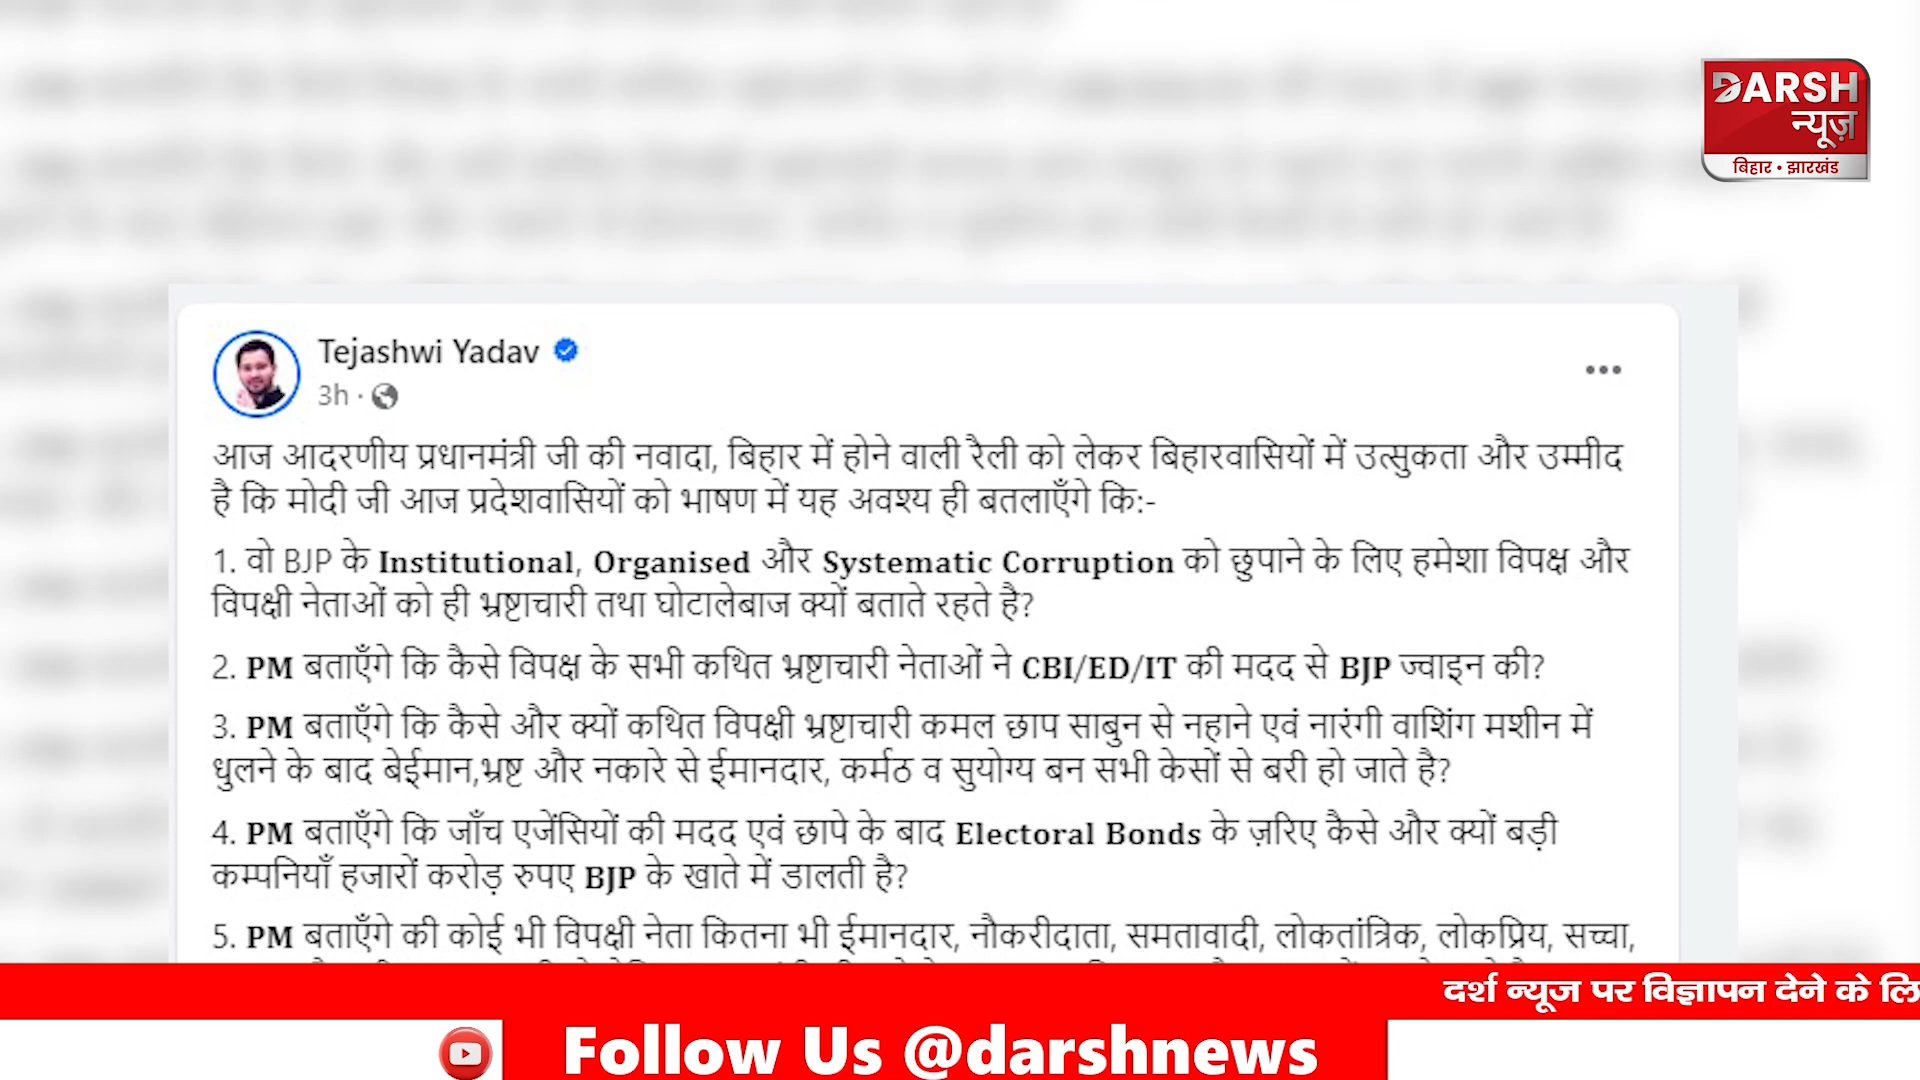 DARSH
न्यूज़
बिहार • झारखंड
Tejashwi Yadav
3h ·
आज आदरणीय प्रधानमंत्री जी की नवादा, बिहार में होने वाली रैली को लेकर बिहारवासियों में उत्सुकता और उम्मीद
है कि मोदी जी आज प्रदेशवासियों को भाषण में यह अवश्य ही बतलाएँगे कि:-
1. वो BJP के Institutional, Organised और Systematic Corruption को छुपाने के लिए हमेशा विपक्ष और
विपक्षी नेताओं को ही भ्रष्टाचारी तथा घोटालेबाज क्यों बताते रहते है?
2. PM बताएँगे कि कैसे विपक्ष के सभी कथित भ्रष्टाचारी नेताओं ने CBI/ED/IT की मदद से BJP ज्वाइन की?
3. PM बताएँगे कि कैसे और क्यों कथित विपक्षी भ्रष्टाचारी कमल छाप साबुन से नहाने एवं नारंगी वाशिंग मशीन में
धुलने के बाद बेईमान,भ्रष्ट और नकारे से ईमानदार, कर्मठ व सुयोग्य बन सभी केसों से बरी हो जाते है?
4. PM बताएँगे कि जाँच एजेंसियों की मदद एवं छापे के बाद Electoral Bonds के ज़रिए कैसे और क्यों बड़ी
कम्पनियाँ हजारों करोड़ रुपए BJP के खाते में डालती है?
5. PM बताएँगे की कोई भी विपक्षी नेता कितना भी ईमानदार, नौकरीदाता, समतावादी, लोकतांत्रिक, लोकप्रिय, सच्चा,
दर्श न्यूज पर विज्ञापन देने के लि
Follow Us @darshnews